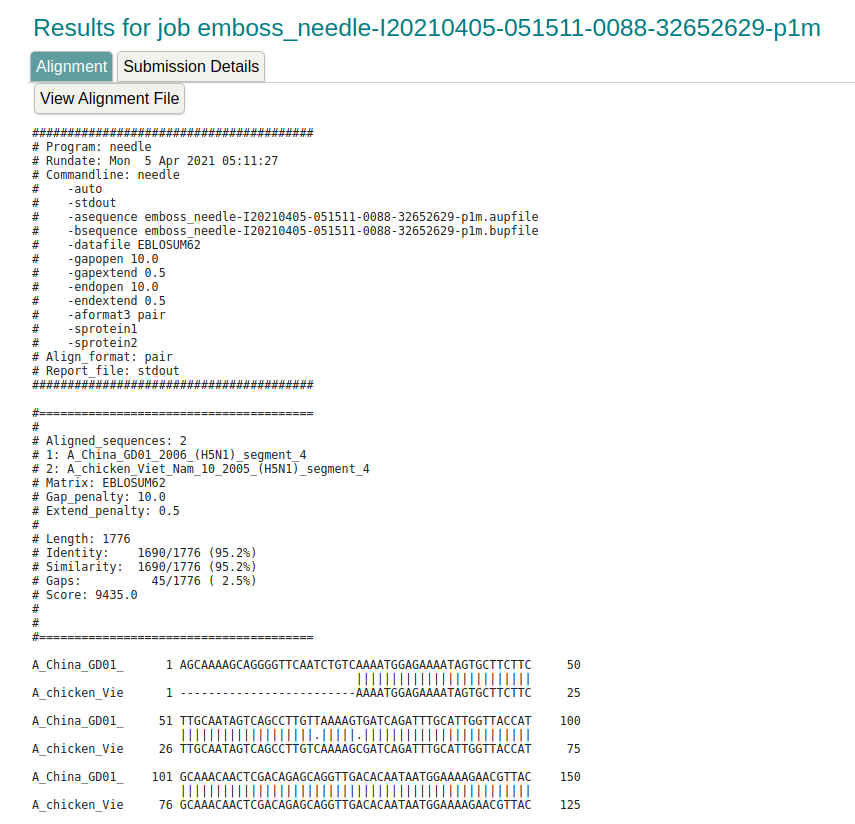 Results for job emboss_needle-I20210405-051511-0088-32652629-p1m
Alignment Submission Details
View Alignment File
########################################
# Program: needle
# Rundate: Mon  5 Apr 2021 05:11:27
# Commandline: needle
#    -auto
#    -stdout
#    -asequence emboss_needle-I20210405-051511-0088-32652629-p1m.aupfile
#    -bsequence emboss_needle-I20210405-051511-0088-32652629-p1m.bupfile
#    -datafile EBLOSUM62
#    -gapopen 10.0
#    -gapextend 0.5
#    -endopen 10.0
#    -endextend 0.5
#    -aformat3 pair
#    -sprotein1
#    -sprotein2
# Align_format: pair
# Report_file: stdout
########################################
#=======================================
#
# Aligned_sequences: 2
# 1: A_China_GD01_2006_(H5N1)_segment_4
# 2: A_chicken_Viet_Nam_10_2005_(H5N1)_segment_4
# Matrix: EBLOSUM62
# Gap_penalty: 10.0
# Extend_penalty: 0.5
#
# Length: 1776
# Identity:    1690/1776 (95.2%)
# Similarity:  1690/1776 (95.2%)
# Gaps:          45/1776 ( 2.5%)
# Score: 9435.0
#
#
#=======================================
A_China_GD01_      1 AGCAAAAGCAGGGGTTCAATCTGTCAAAATGGAGAAAATAGTGCTTCTTC     50
                     |||||||||||||||||||||||||
A_chicken_Vie      1 -------------------------AAAATGGAGAAAATAGTGCTTCTTC     25
A_China_GD01_     51 TTGCAATAGTCAGCCTTGTTAAAAGTGATCAGATTTGCATTGGTTACCAT    100
                     |||||||||||||||||||.|||||.||||||||||||||||||||||||
A_chicken_Vie     26 TTGCAATAGTCAGCCTTGTCAAAAGCGATCAGATTTGCATTGGTTACCAT     75
A_China_GD01_    101 GCAAACAACTCGACAGAGCAGGTTGACACAATAATGGAAAAGAACGTTAC    150
                     ||||||||||||||||||||||||||||||||||||||||||||||||||
A_chicken_Vie     76 GCAAACAACTCGACAGAGCAGGTTGACACAATAATGGAAAAGAACGTTAC    125